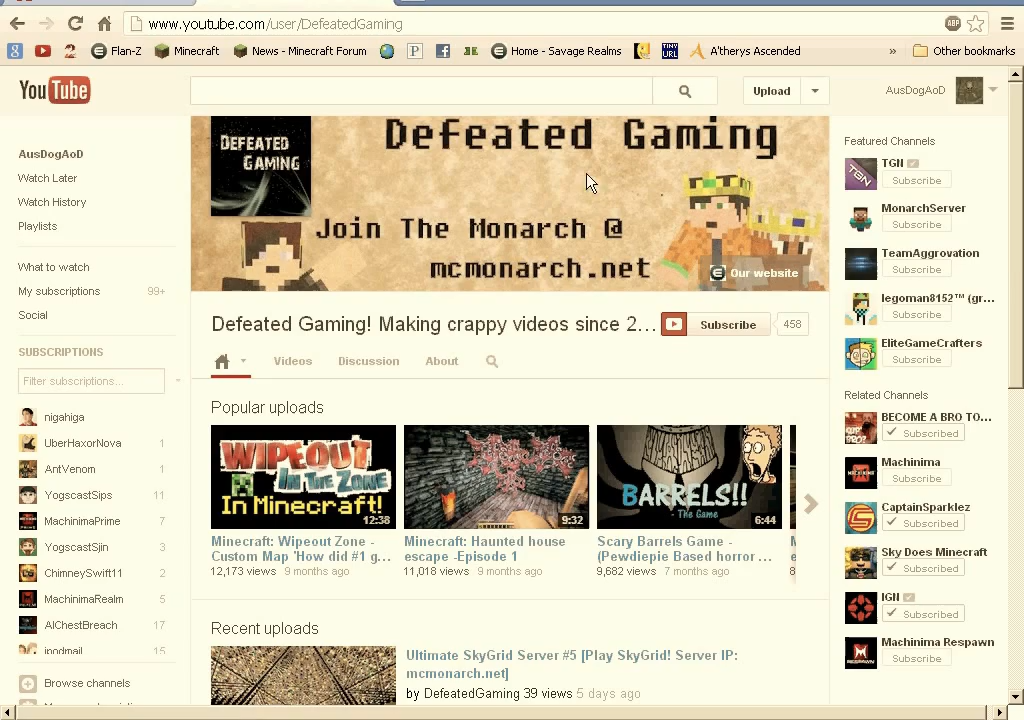 www.youtube.com/user/DefeatedGaming
ABP
Flan-Z
Minecraft
News - Minecraft Forum
Home - Savage Realms
TINY URL
A'therys Ascended
»
Other bookmarks
YouTube
Upload
AusDogAoD
AusDogAoD
Watch Later
Watch History
Playlists
What to watch
My subscriptions 99+
Social
SUBSCRIPTIONS
Filter subscriptions...
nigahiga
UberHaxorNova 1
AntVenom 1
YogscastSips 11
MachinimaPrime 7
YogscastSjin 3
ChimneySwift11 2
MachinimaRealm 5
AlChestBreach 17
ipodmail 15
Browse channels
DEFEATED
GAMING
Defeated Gaming
Join The Monarch @
mcmonarch.net
Our website
Defeated Gaming! Making crappy videos since 2...
Subscribe 458
Videos Discussion About
Popular uploads
WIPEOUT
IN THE ZONE
In Minecraft!
12:38
Minecraft: Wipeout Zone -
Custom Map 'How did #1 g...
12,173 views 9 months ago
9:32
Minecraft: Haunted house
escape -Episode 1
11,018 views 9 months ago
BARRELS!!
- The Game
6:44
Scary Barrels Game -
(Pewdiepie Based horror ...
9,682 views 7 months ago
Recent uploads
Ultimate SkyGrid Server #5 [Play SkyGrid! Server IP:
mcmonarch.net]
by DefeatedGaming 39 views 5 days ago
Featured Channels
TGN
TGN
Subscribe
MonarchServer
Subscribe
TeamAggrovation
Subscribe
legoman8152™ (gr...
Subscribe
EliteGameCrafters
Subscribe
Related Channels
BECOME A BRO TO...
Subscribed
Machinima
Subscribe
CaptainSparklez
Subscribed
Sky Does Minecraft
Subscribed
IGN
Subscribed
Machinima Respawn
Subscribe